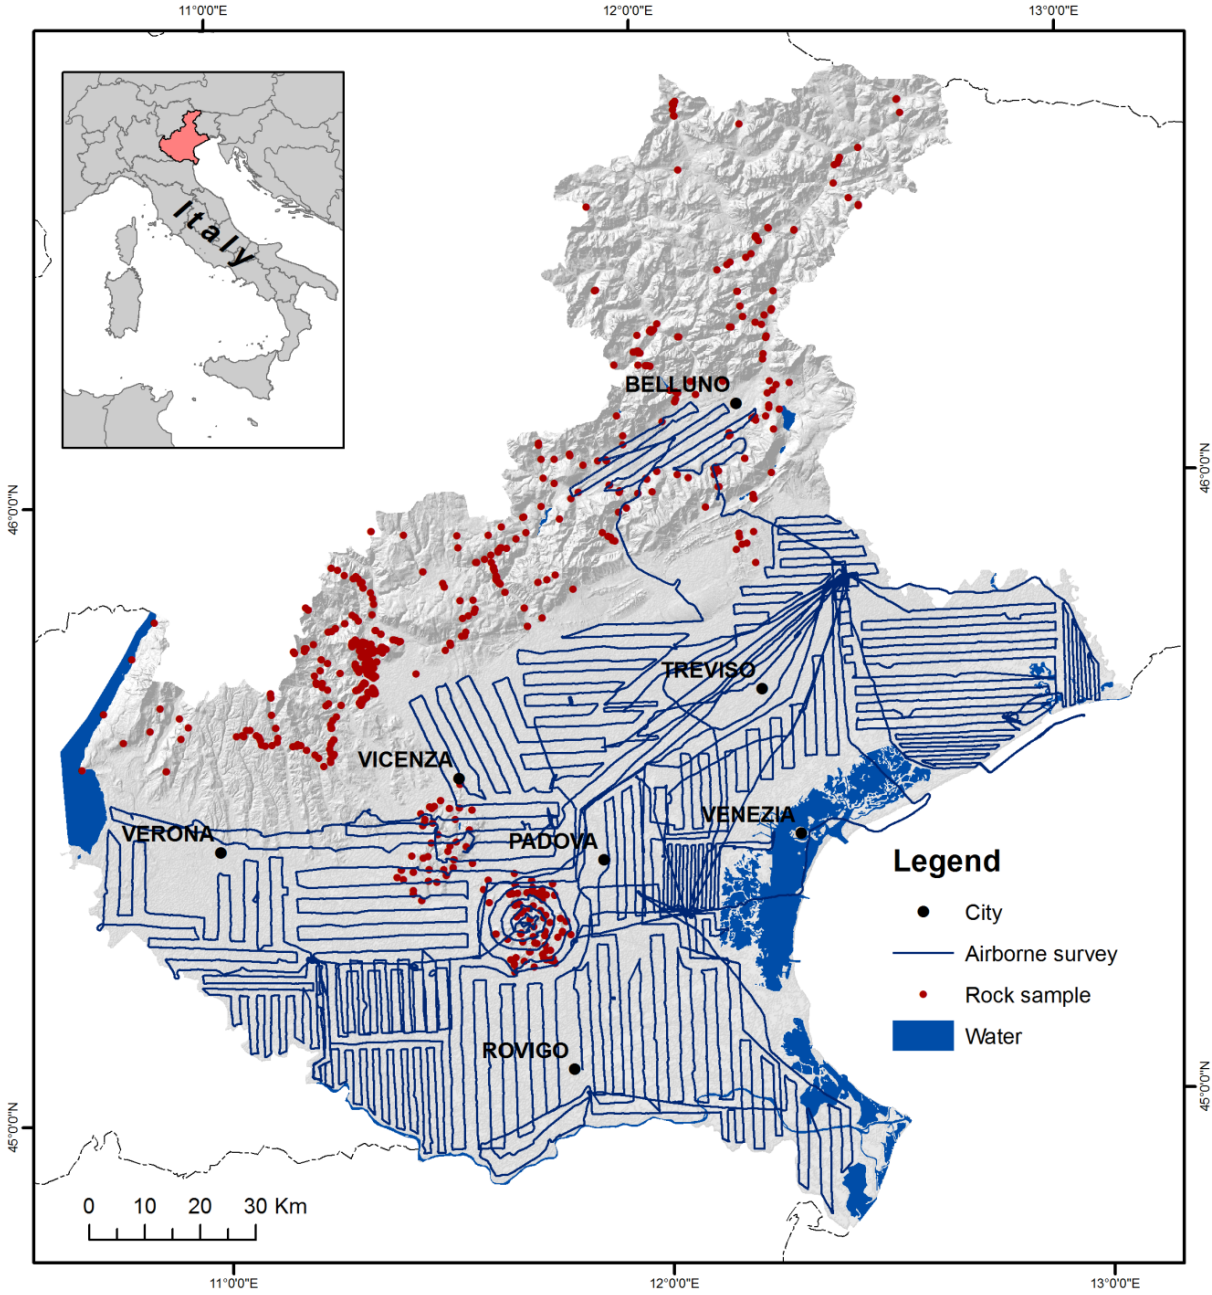 11°0'0"E 12°0'0"E 13°0'0"E
Italy
BELLUNO
46°0'0"N 46°0'0"N
TREVISO
VICENZA
VENEZIA
VERONA PADOVA
Legend
City
Airborne survey
Rock sample
Water
ROVIGO
45°0'0"N 45°0'0"N
0 10 20 30 Km
11°0'0"E 12°0'0"E 13°0'0"E